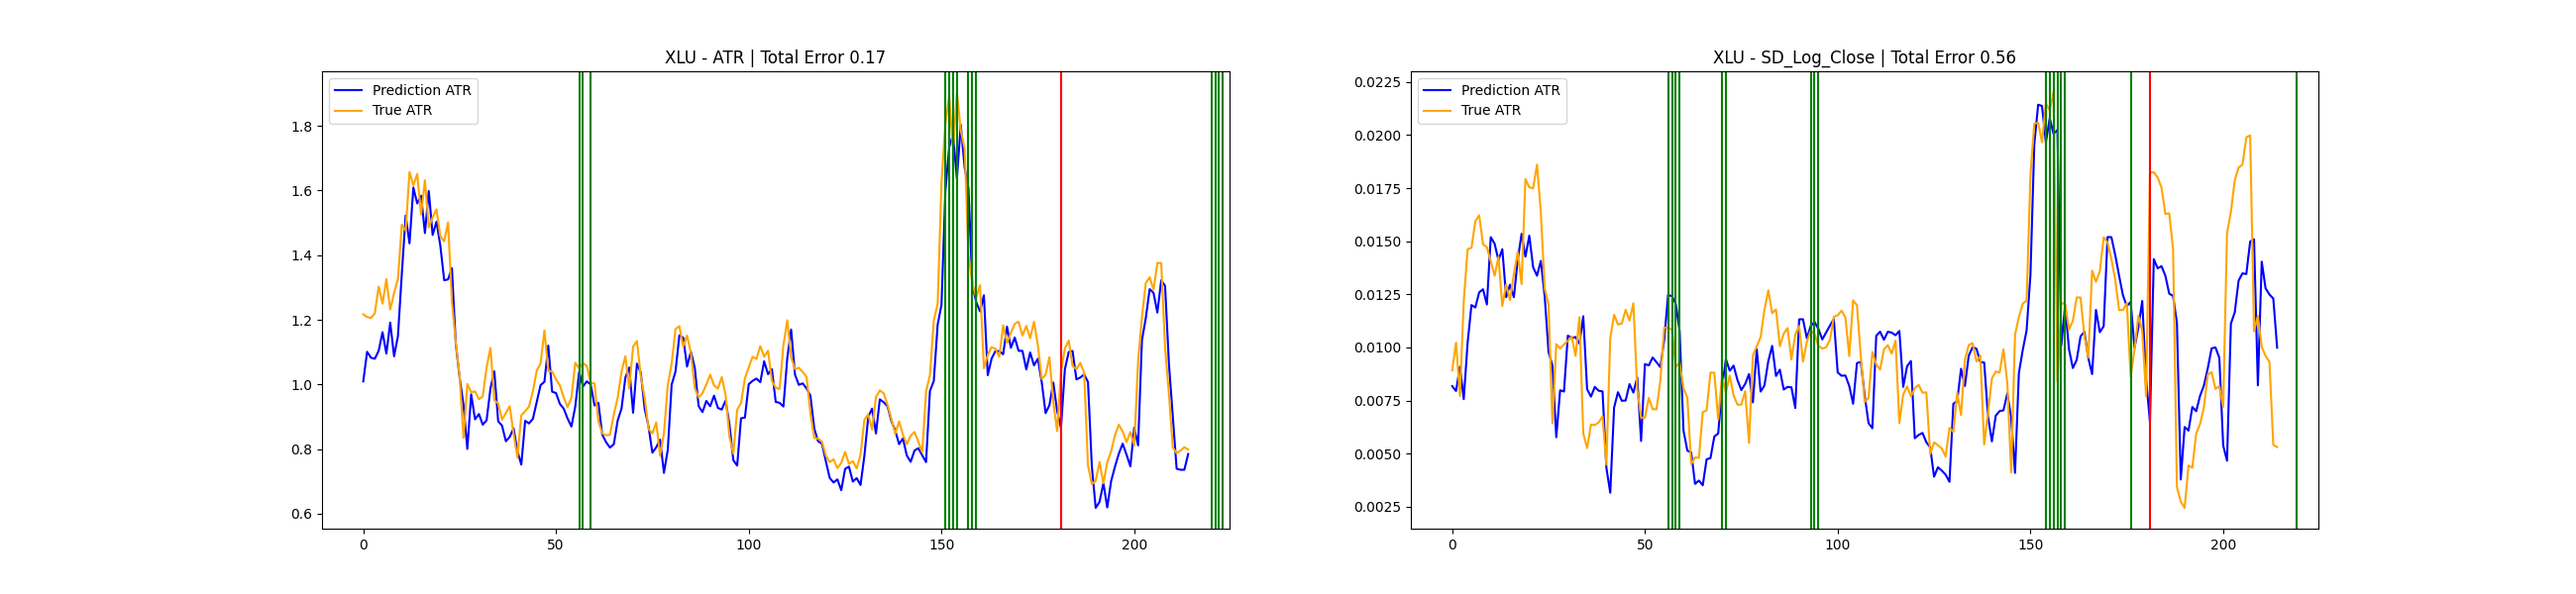 XLU - ATR | Total Error 0.17
Prediction ATR
True ATR
1.8
1.6
1.4
1.2
1.0
0.8
0.6
0 50 100 150 200
XLU - SD_Log_Close | Total Error 0.56
Prediction ATR
True ATR
0.0225
0.0200
0.0175
0.0150
0.0125
0.0100
0.0075
0.0050
0.0025
0 50 100 150 200